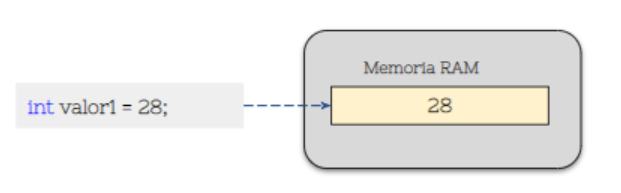 Memoria RAM
int valor1 = 28;
28